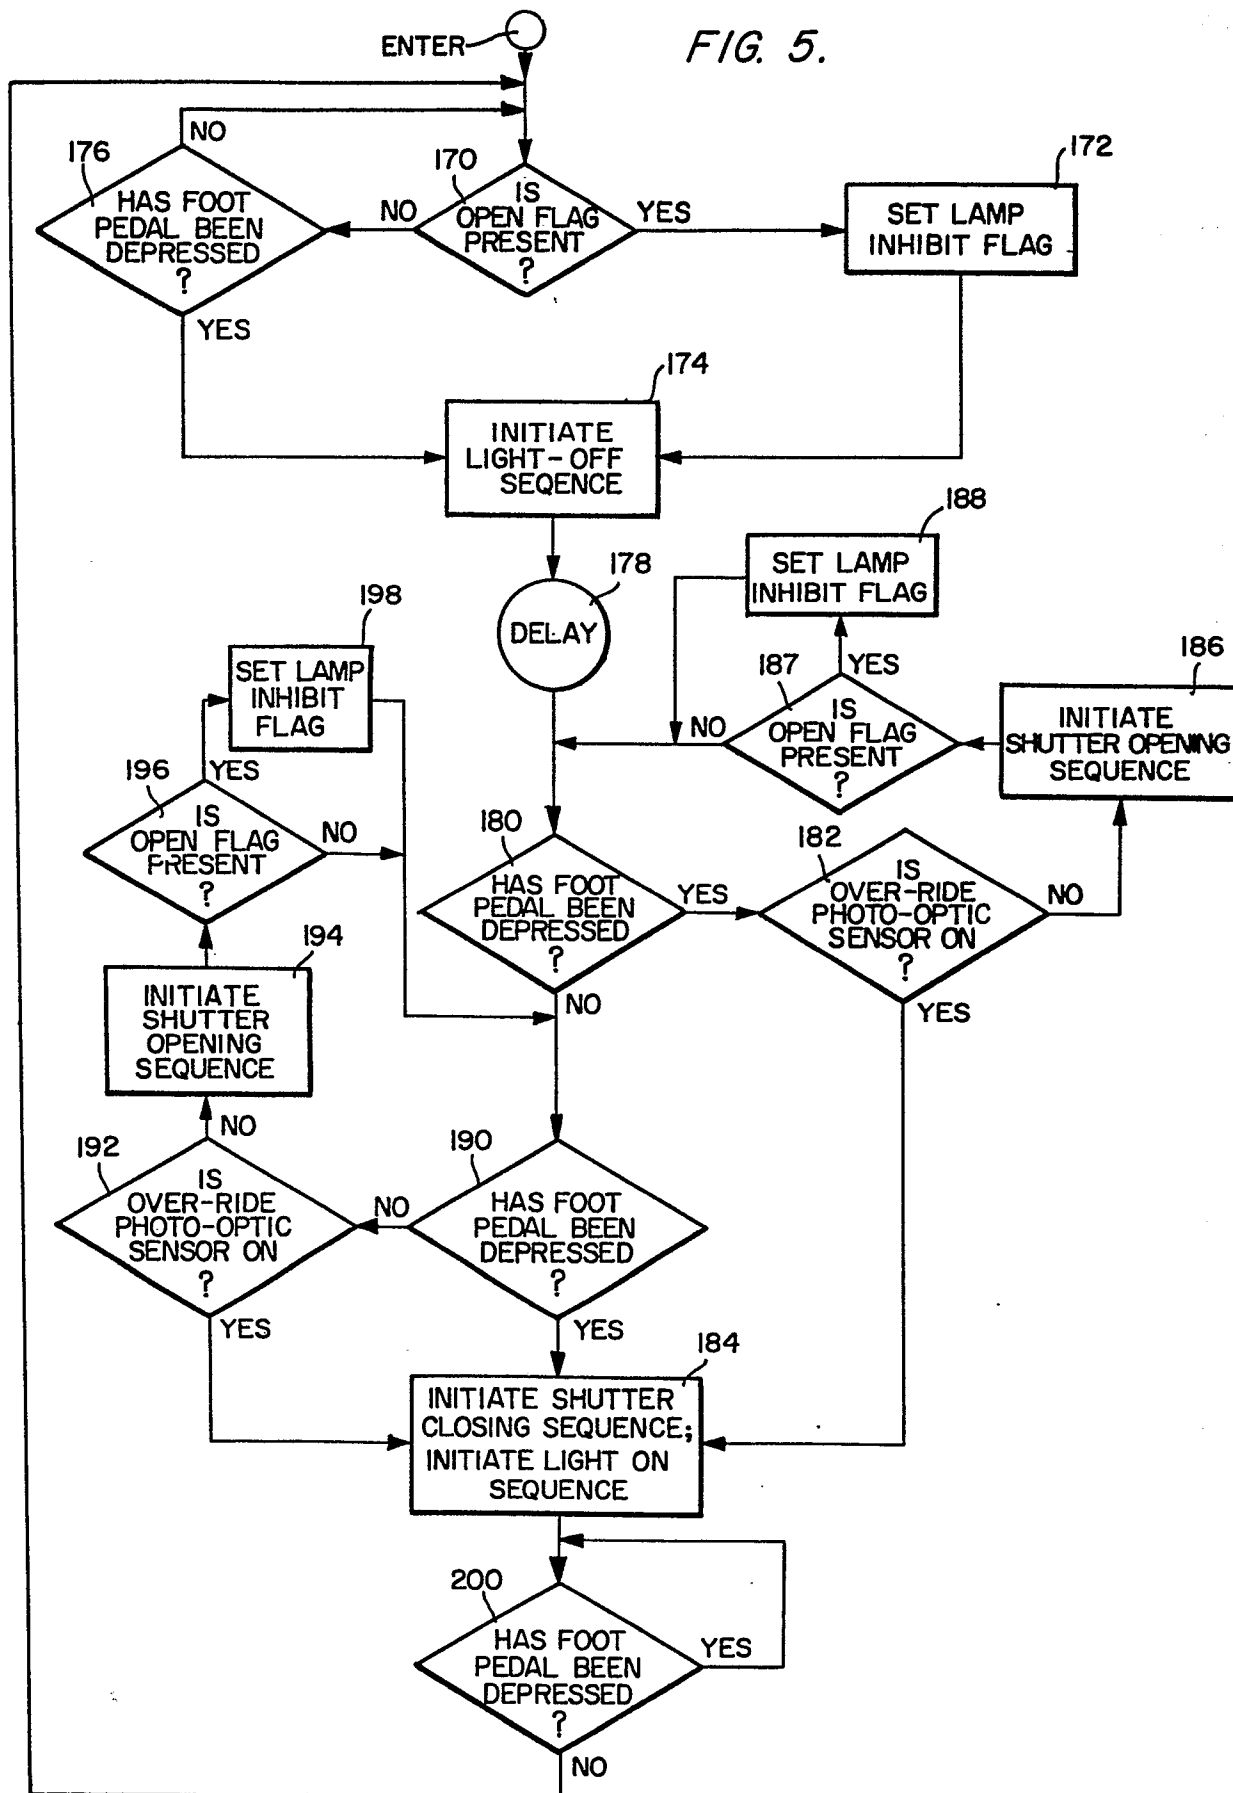 FIG. 5.
ENTER
NO
176
HAS FOOT
PEDAL BEEN
DEPRESSED
?
YES
NO
170
IS
OPEN FLAG
PRESENT
?
YES
172
SET LAMP
INHIBIT FLAG
174
INITIATE
LIGHT-OFF
SEQENCE
178
DELAY
188
SET LAMP
INHIBIT FLAG
YES
187
IS
OPEN FLAG
PRESENT
?
NO
186
INITIATE
SHUTTER OPENING
SEQUENCE
198
SET LAMP
INHIBIT
FLAG
YES
196
IS
OPEN FLAG
PRESENT
?
NO
180
HAS FOOT
PEDAL BEEN
DEPRESSED
?
YES
NO
182
IS
OVER-RIDE
PHOTO-OPTIC
SENSOR ON
?
NO
YES
194
INITIATE
SHUTTER
OPENING
SEQUENCE
NO
192
IS
OVER-RIDE
PHOTO-OPTIC
SENSOR ON
?
YES
NO
190
HAS FOOT
PEDAL BEEN
DEPRESSED
?
YES
184
INITIATE SHUTTER
CLOSING SEQUENCE;
INITIATE LIGHT ON
SEQUENCE
200
HAS FOOT
PEDAL BEEN
DEPRESSED
?
YES
NO